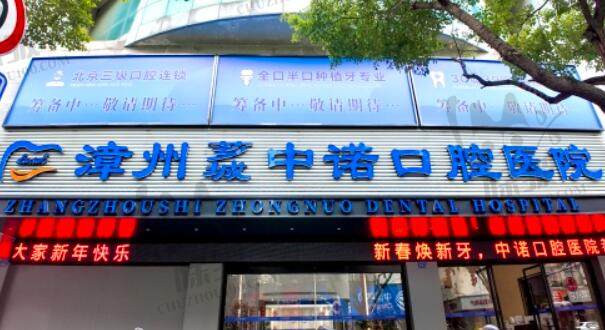 北京三级口腔连锁
筹备中···敬请期待···
全口半口种植牙专业
筹备中···敬请期待···
筹备中···敬请期待···
漳州 中诺口腔医院
ZHANGZHOUSHI ZHONGNUO DENTAL HOSPITAL
大家新年快乐
新春焕新牙，中诺口腔医院